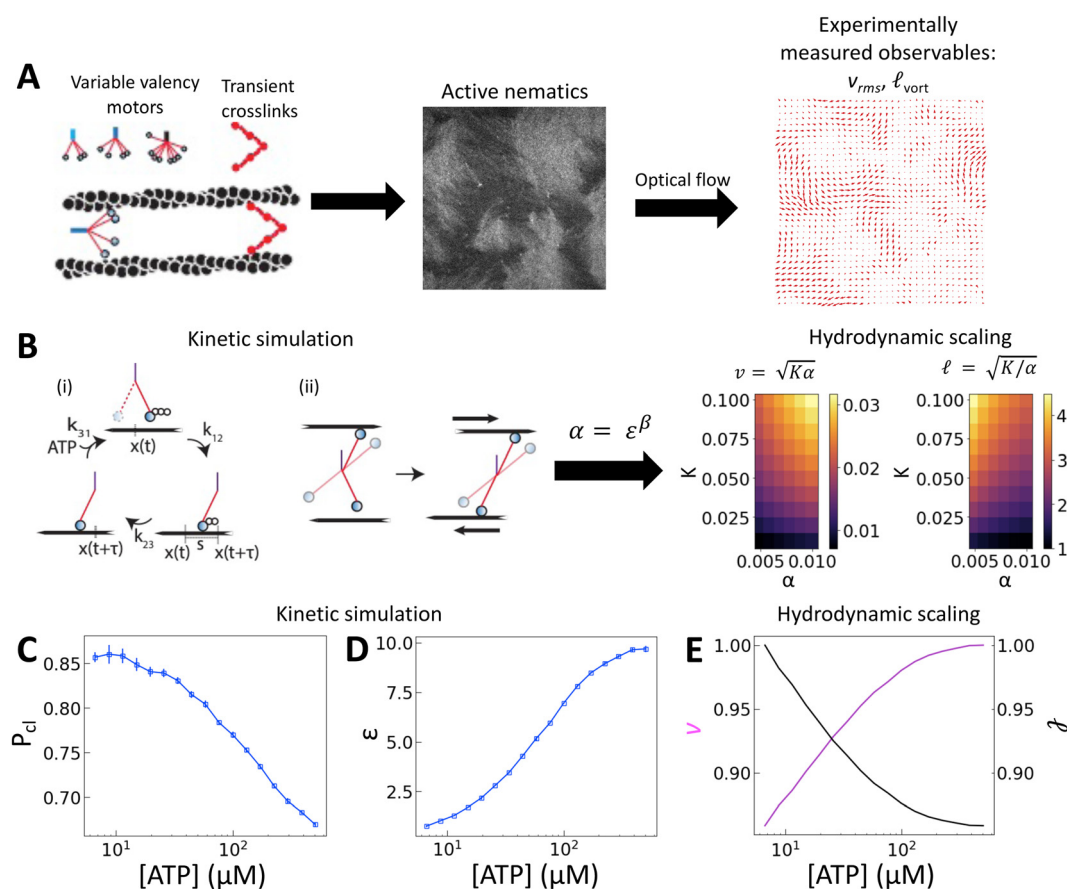 A
Variable valency
motors
Transient
crosslinks
Active nematics
Optical flow
Experimentally
measured observables:
v_rms, ℓ_vort
B
Kinetic simulation
(i)
k_31
ATP
x(t)
k_12
x(t+τ)
k_23
x(t)
s
x(t+τ)
(ii)
α = ε^β
Hydrodynamic scaling
v = √Kα
K
0.100
0.075
0.050
0.025
0.005 0.010
α
0.03
0.02
0.01
ℓ = √K/α
K
0.100
0.075
0.050
0.025
0.005 0.010
α
4
3
2
1
Kinetic simulation
C
P_cl
0.85
0.80
0.75
0.70
10^1
10^2
[ATP] (μM)
D
ε
10.0
7.5
5.0
2.5
10^1
10^2
[ATP] (μM)
Hydrodynamic scaling
E
v
1.00
0.95
0.90
10^1
10^2
[ATP] (μM)
1.00
0.95
0.90
ℓ